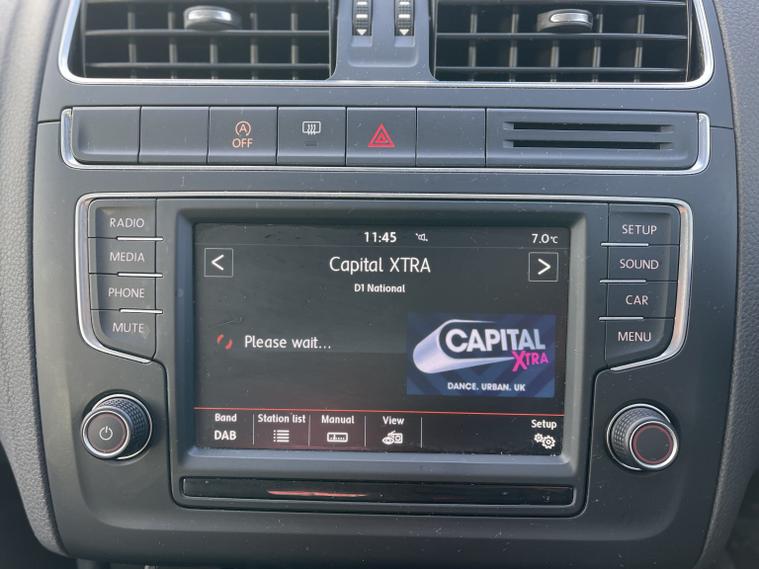 A
OFF
RADIO
MEDIA
PHONE
MUTE
SETUP
SOUND
CAR
MENU
11:45
7.0°C
<
Capital XTRA
>
D1 National
Please wait...
CAPITAL
XTRA
DANCE. URBAN. UK
Band
DAB
Station list
Manual
View
Setup